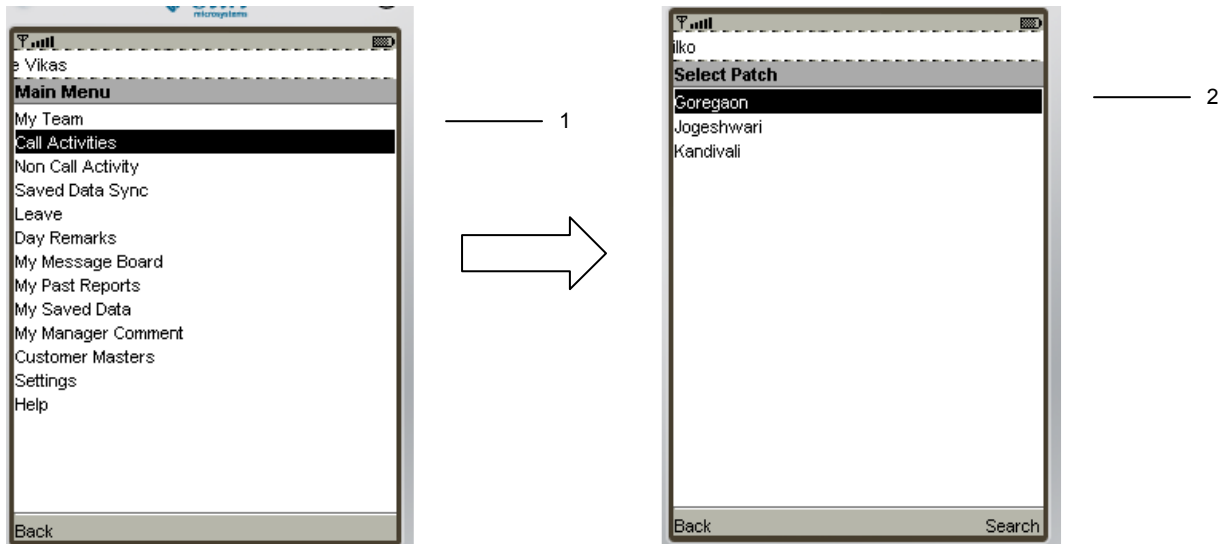 microsystems
e Vikas
Main Menu
My Team
Call Activities
Non Call Activity
Saved Data Sync
Leave
Day Remarks
My Message Board
My Past Reports
My Saved Data
My Manager Comment
Customer Masters
Settings
Help
Back
1
ilko
Select Patch
Goregaon
Jogeshwari
Kandivali
Back Search
2